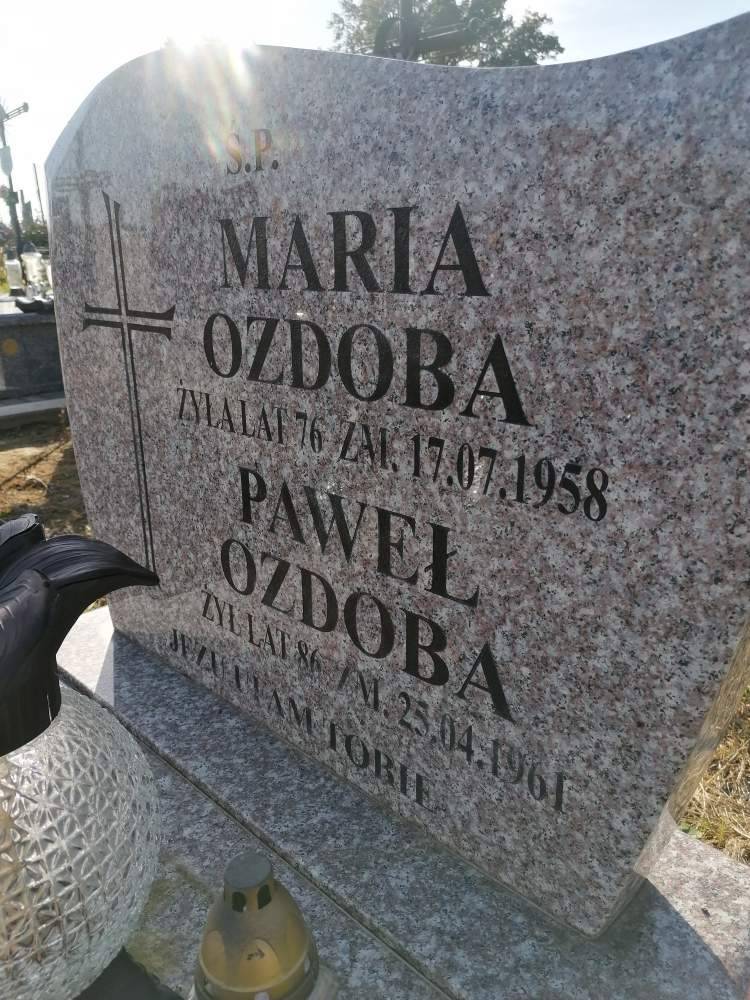 Ś.P.
MARIA
OZDOBA
ŻYŁA LAT 76 ZM. 17.07.1958
PAWEŁ
OZDOBA
ŻYŁ LAT 86 ZM. 25.04.1961
JEZU UFAM TOBIE